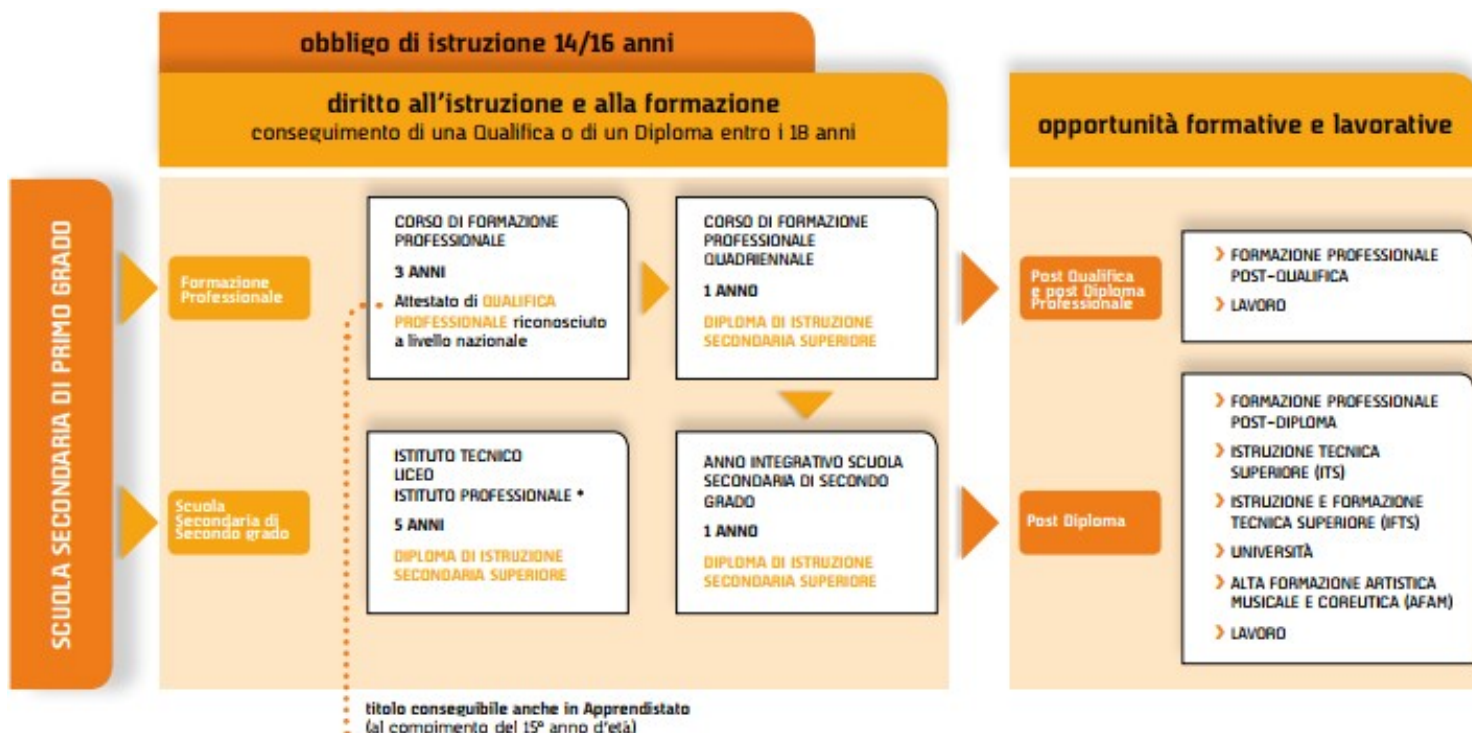 obbligo di istruzione 14/16 anni
diritto all'istruzione e alla formazione
conseguimento di una Qualifica o di un Diploma entro i 18 anni
opportunità formative e lavorative
SCUOLA SECONDARIA DI PRIMO GRADO
Formazione
Professionale
CORSO DI FORMAZIONE
PROFESSIONALE
3 ANNI
Attestato di QUALIFICA
PROFESSIONALE riconosciuto
a livello nazionale
CORSO DI FORMAZIONE
PROFESSIONALE
QUADRIENNALE
1 ANNO
DIPLOMA DI ISTRUZIONE
SECONDARIA SUPERIORE
Post Qualifica
e post Diploma
Professionale
FORMAZIONE PROFESSIONALE
POST-QUALIFICA
LAVORO
Scuola
Secondaria di
Secondo grado
ISTITUTO TECNICO
LICEO
ISTITUTO PROFESSIONALE *
5 ANNI
DIPLOMA DI ISTRUZIONE
SECONDARIA SUPERIORE
ANNO INTEGRATIVO SCUOLA
SECONDARIA DI SECONDO
GRADO
1 ANNO
DIPLOMA DI ISTRUZIONE
SECONDARIA SUPERIORE
Post Diploma
FORMAZIONE PROFESSIONALE
POST-DIPLOMA
ISTRUZIONE TECNICA
SUPERIORE (ITS)
ISTRUZIONE E FORMAZIONE
TECNICA SUPERIORE (IFTS)
UNIVERSITÀ
ALTA FORMAZIONE ARTISTICA
MUSICALE E COREUTICA (AFAM)
LAVORO
titolo conseguibile anche in Apprendistato
(al compimento del 15º anno d'età)